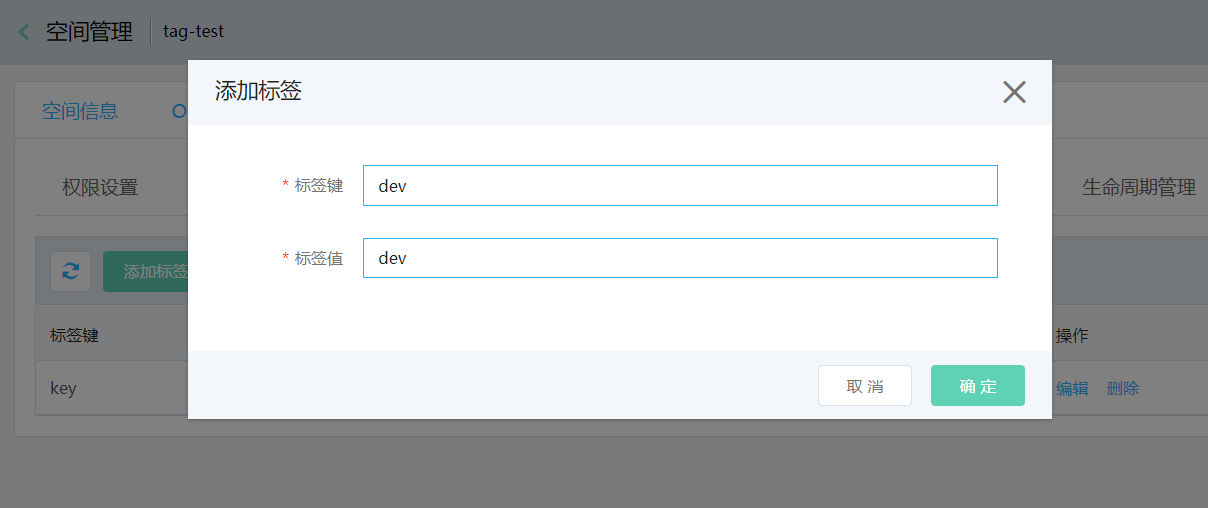 空间管理 tag-test
添加标签
空间信息 O
* 标签键 dev
权限设置 生命周期管理
* 标签值 dev
添加标签
标签键 操作
key 编辑 删除
取 消 确 定